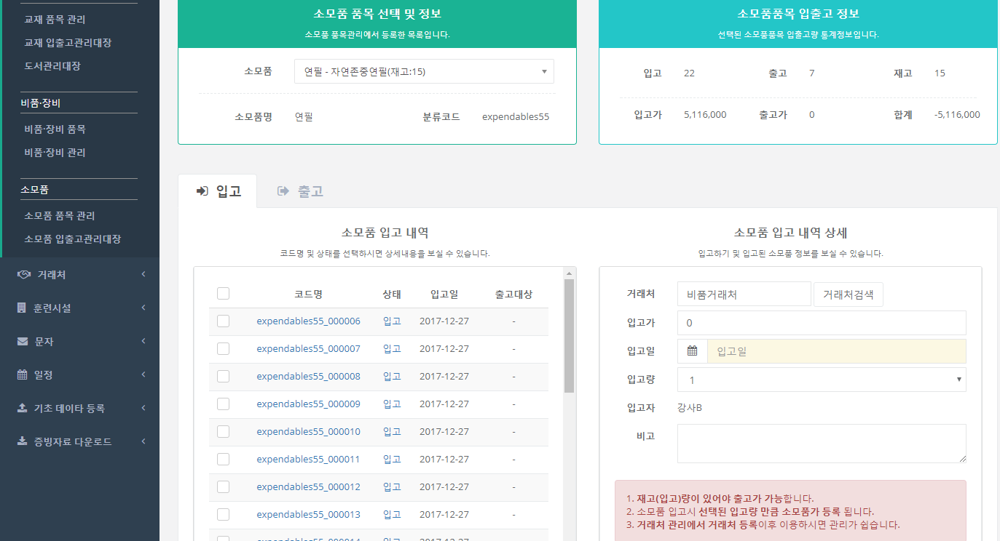 교재 품목 관리
교재 입출고관리대장
도서관리대장
비품·장비
비품·장비 품목
비품·장비 관리
소모품
소모품 품목 관리
소모품 입출고관리대장
거래처
훈련시설
문자
일정
기초 데이타 등록
증빙자료 다운로드
소모품 품목 선택 및 정보
소모품 품목관리에서 등록한 목록입니다.
소모품 연필 - 자연존중연필(재고:15)
소모품명 연필 분류코드 expendables55
소모품품목 입출고 정보
선택된 소모품품목 입출고량 통계정보입니다.
입고 22 출고 7 재고 15
입고가 5,116,000 출고가 0 합계 -5,116,000
입고 출고
소모품 입고 내역
코드명 및 상태를 선택하시면 상세내용을 보실 수 있습니다.
코드명 상태 입고일 출고대상
expendables55_000006 입고 2017-12-27 -
expendables55_000007 입고 2017-12-27 -
expendables55_000008 입고 2017-12-27 -
expendables55_000009 입고 2017-12-27 -
expendables55_000010 입고 2017-12-27 -
expendables55_000011 입고 2017-12-27 -
expendables55_000012 입고 2017-12-27 -
expendables55_000013 입고 2017-12-27 -
소모품 입고 내역 상세
입고하기 및 입고된 소모품 정보를 보실 수 있습니다.
거래처 비품거래처 거래처검색
입고가 0
입고일 입고일
입고량 1
입고자 강사B
비고
1. 재고(입고)량이 있어야 출고가 가능합니다.
2. 소모품 입고시 선택된 입고량 만큼 소모품가 등록 됩니다.
3. 거래처 관리에서 거래처 등록이후 이용하시면 관리가 쉽습니다.